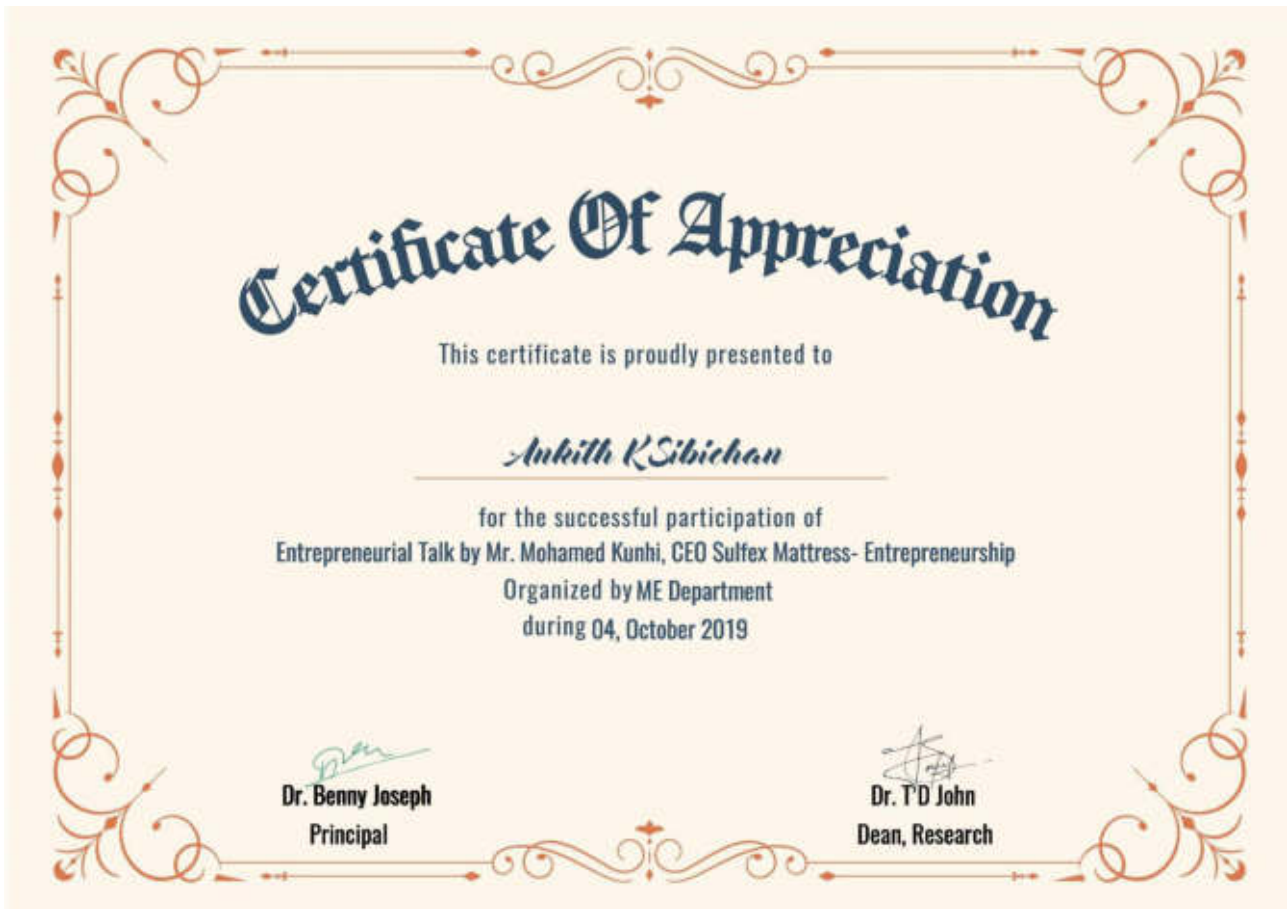 Certificate Of Appreciation
This certificate is proudly presented to
Ankith K Sibichan
for the successful participation of
Entrepreneurial Talk by Mr. Mohamed Kunhi, CEO Sulfex Mattress- Entrepreneurship
Organized by ME Department
during 04, October 2019
Dr. Benny Joseph
Principal
Dr. T D John
Dean, Research